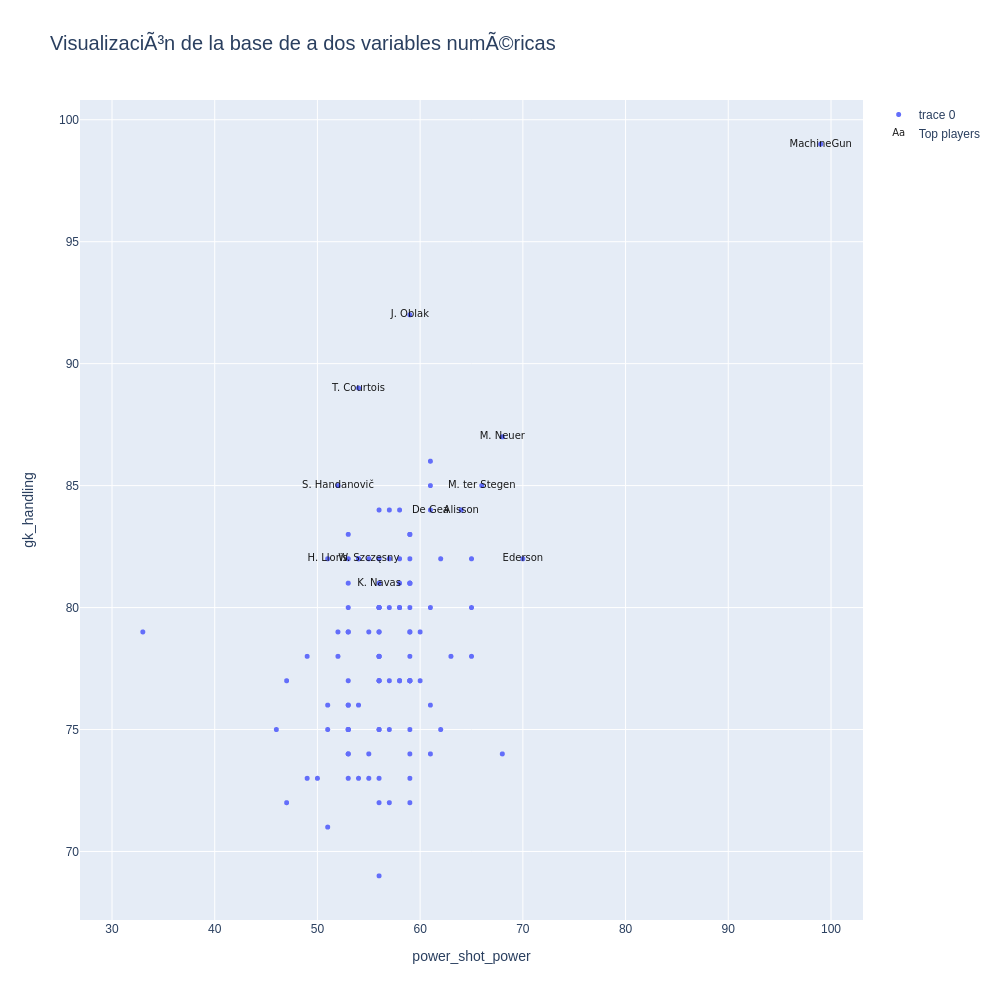 VisualizaciÃ³n de la base de a dos variables numÃ©ricas
trace 0
Aa Top players
100
95
90
85
80
75
70
gk_handling
MachineGun
J. Oblak
T. Courtois
M. Neuer
S. Handanovič
M. ter Stegen
De Gea
Alisson
H. Lloris
W. Szczęsny
Ederson
K. Navas
30 40 50 60 70 80 90 100
power_shot_power